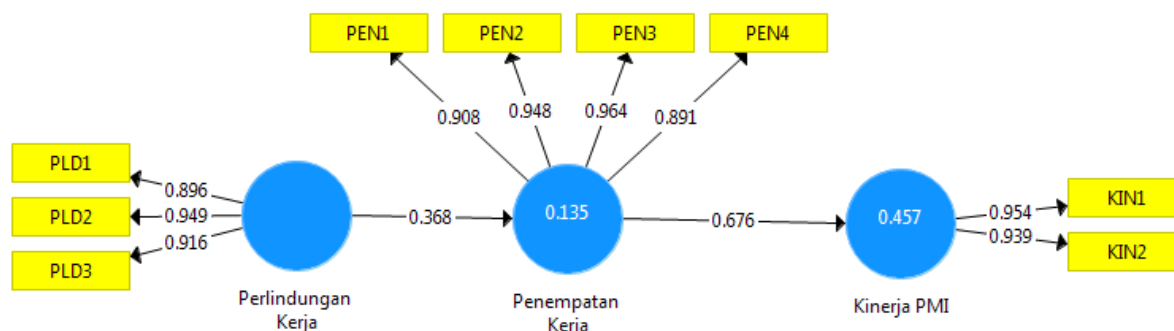 PEN1
PEN2
PEN3
PEN4
0.908
0.948
0.964
0.891
PLD1
PLD2
PLD3
0.896
0.949
0.916
0.368
0.135
0.676
0.457
0.954
0.939
KIN1
KIN2
Perlindungan
Kerja
Penempatan
Kerja
Kinerja PMI